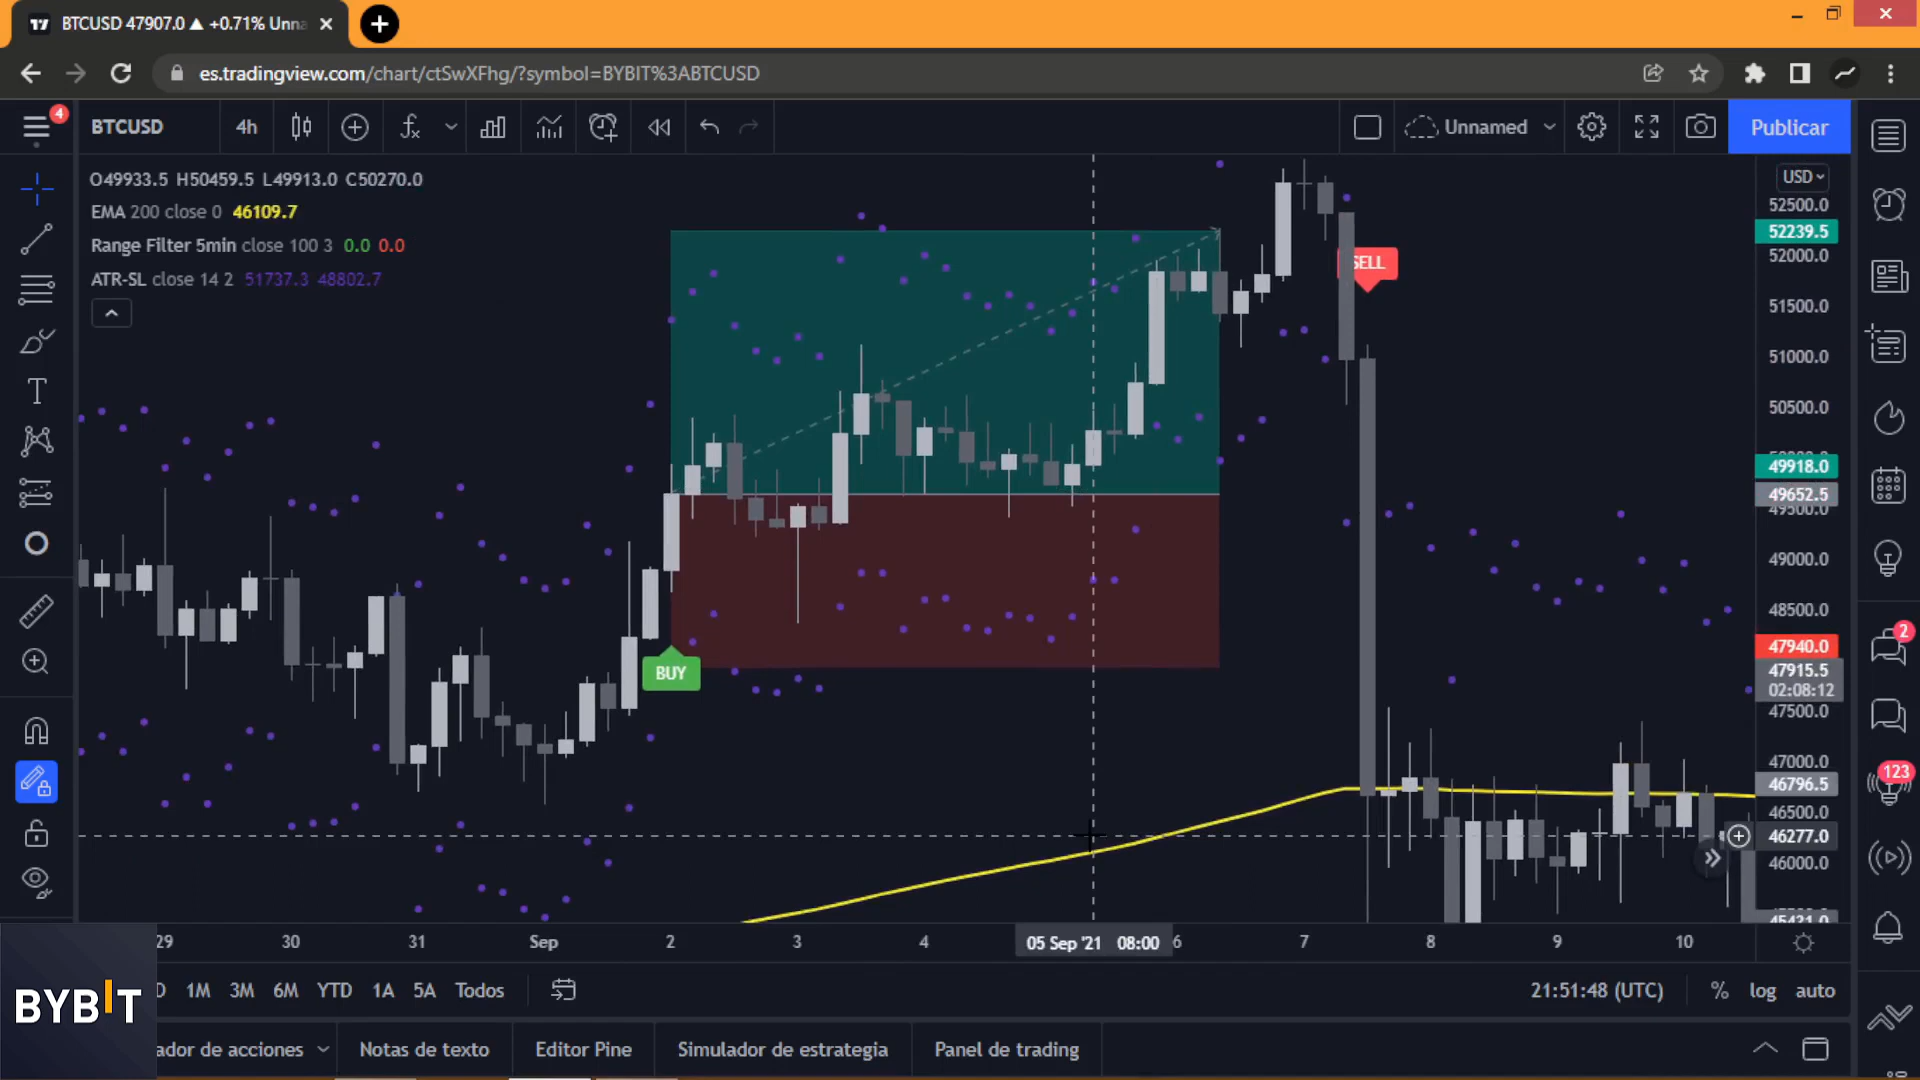 BTCUSD 47907.0 ▲ +0.71% Unna
es.tradingview.com/chart/ctSwXFhg/?symbol=BYBIT%3ABTCUSD
4
BTCUSD
4h
Unnamed
Publicar
O49933.5 H50459.5 L49913.0 C50270.0
EMA 200 close 0 46109.7
Range Filter 5min close 100 3 0.0 0.0
ATR-SL close 14 2 51737.3 48802.7
USD
52500.0
52239.5
52000.0
51500.0
51000.0
50500.0
49918.0
49652.5
49500.0
49000.0
48500.0
47940.0
47915.5
02:08:12
47500.0
47000.0
46796.5
46500.0
46277.0
46000.0
45421.0
SELL
BUY
2
123
29
30
31
Sep
2
3
4
05 Sep '21 08:00
6
7
8
9
10
BYBIT
D
1M
3M
6M
YTD
1A
5A
Todos
21:51:48 (UTC)
%
log
auto
ador de acciones
Notas de texto
Editor Pine
Simulador de estrategia
Panel de trading